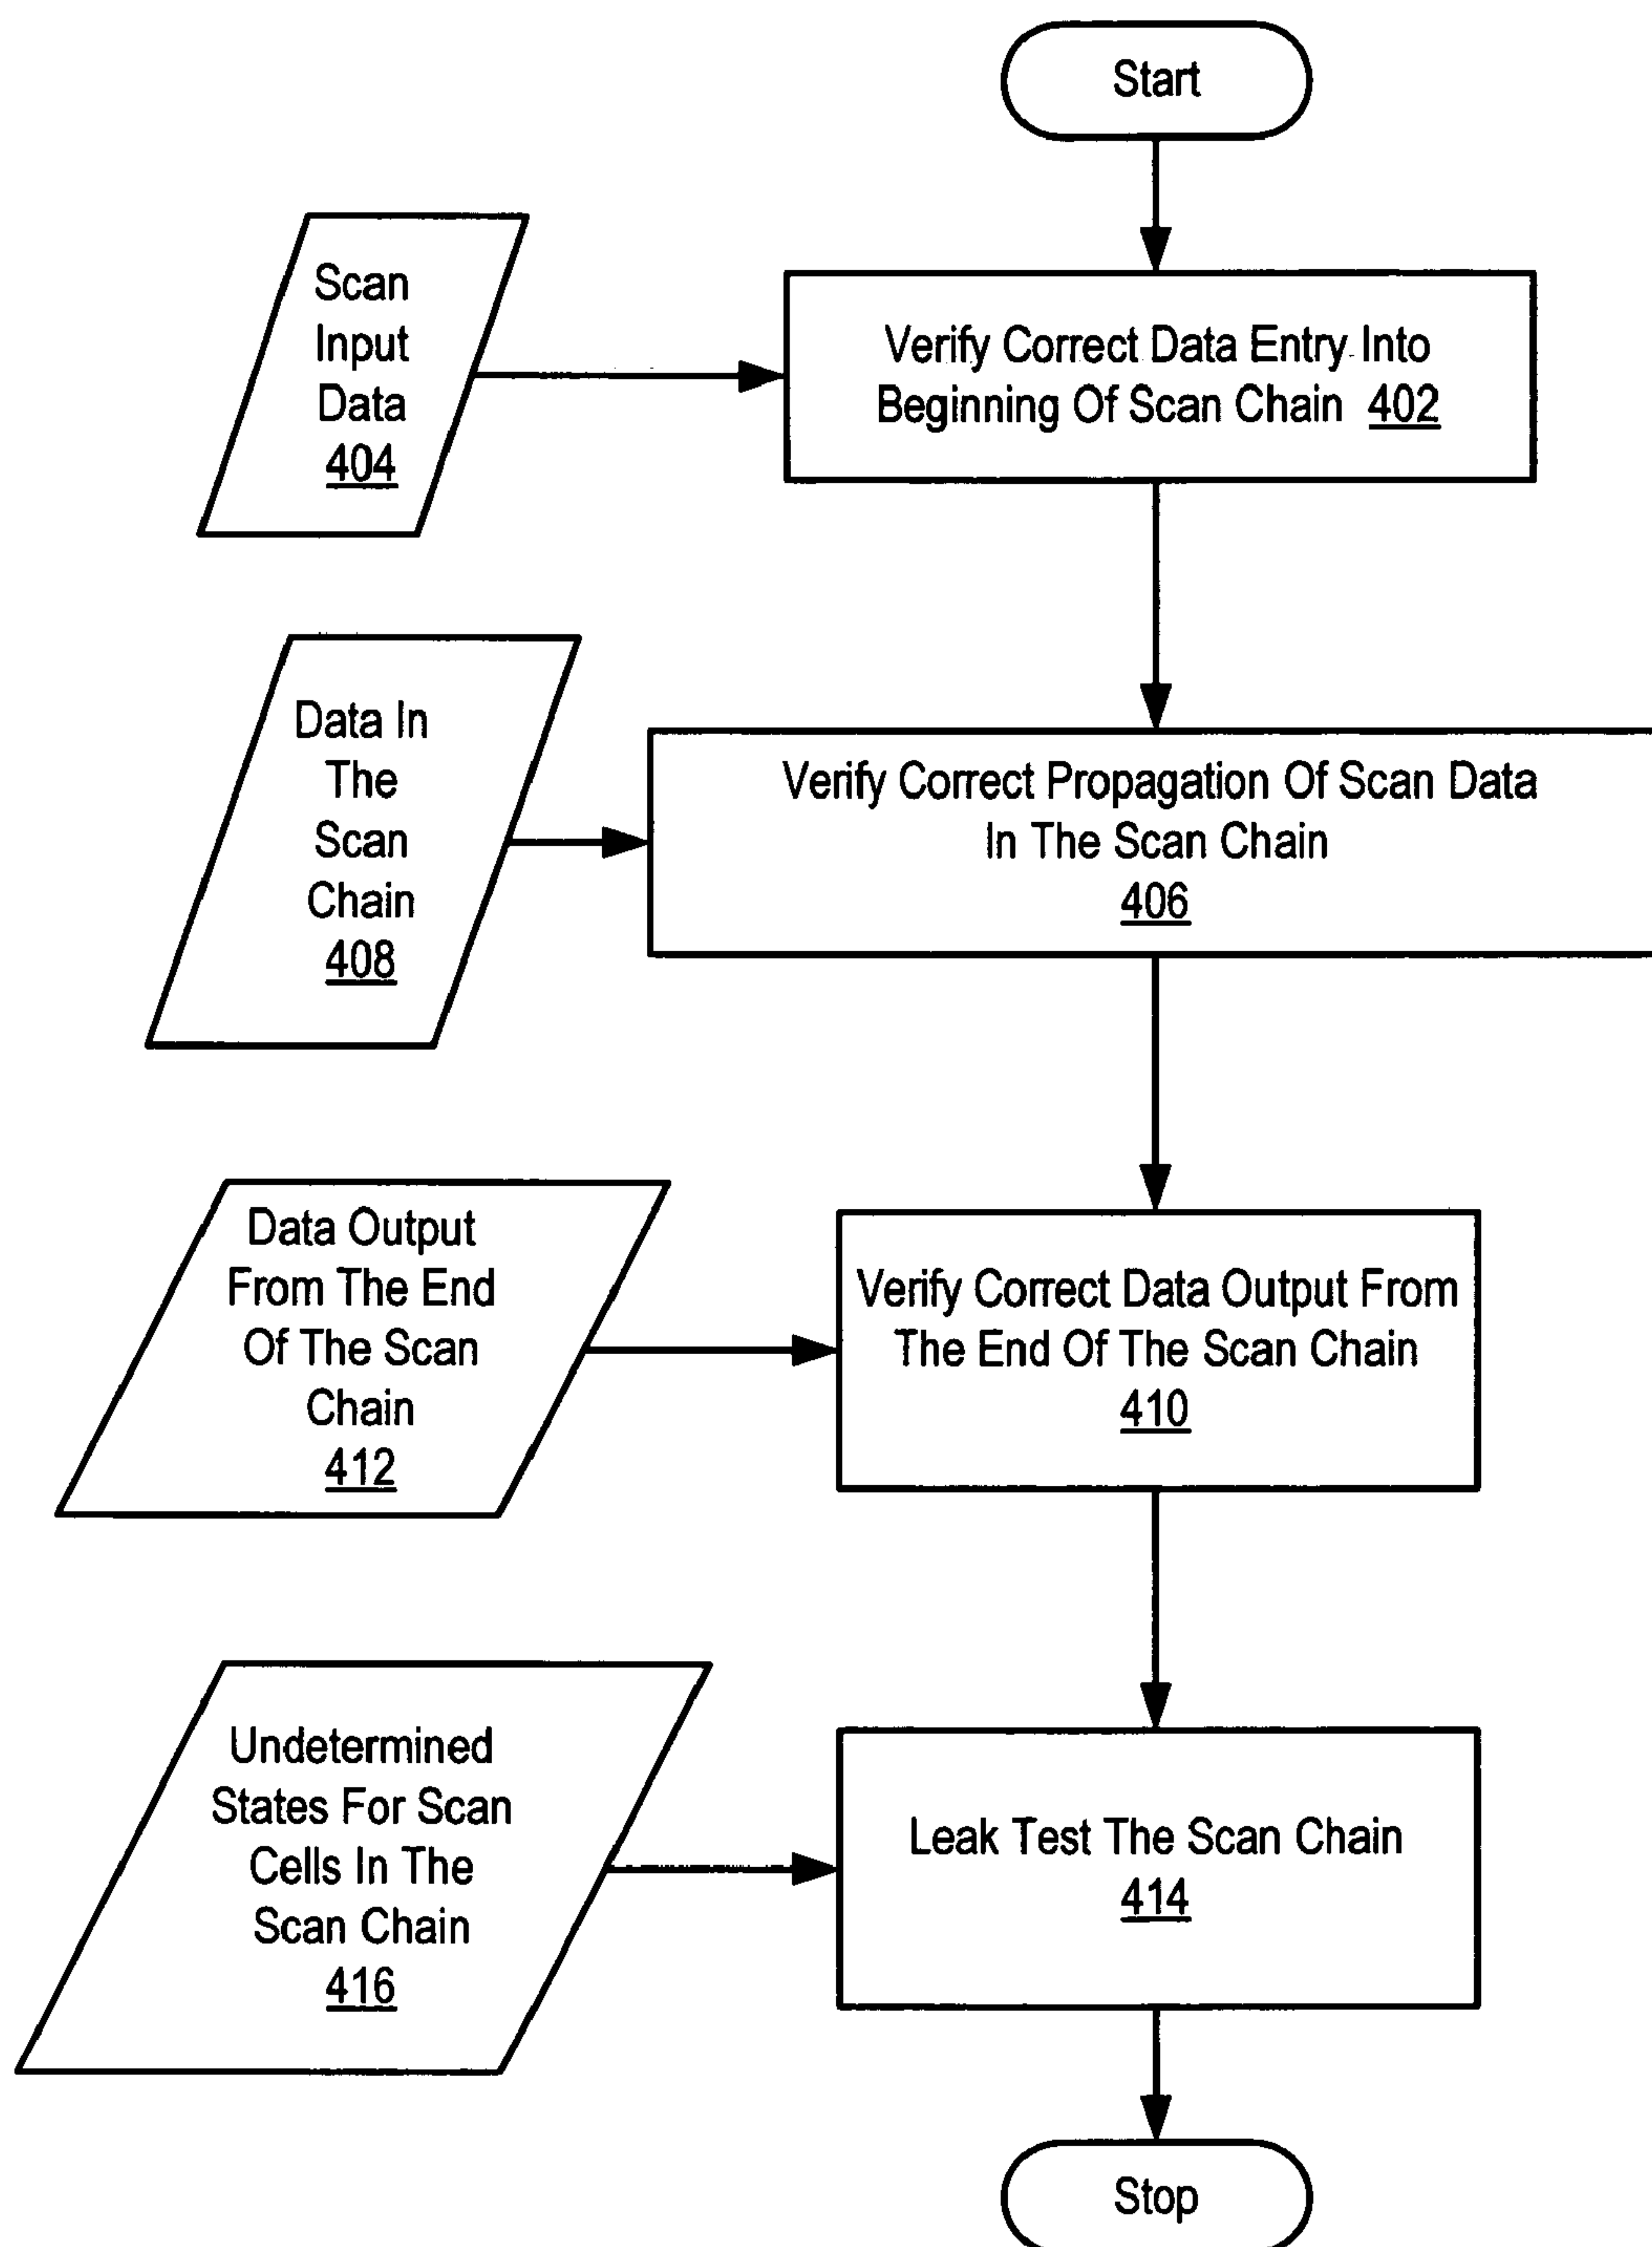 Start
Scan
Input
Data
404
Verify Correct Data Entry Into
Beginning Of Scan Chain 402
Data In
The
Scan
Chain
408
Verify Correct Propagation Of Scan Data
In The Scan Chain
406
Data Output
From The End
Of The Scan
Chain
412
Verify Correct Data Output From
The End Of The Scan Chain
410
Undetermined
States For Scan
Cells In The
Scan Chain
416
Leak Test The Scan Chain
414
Stop